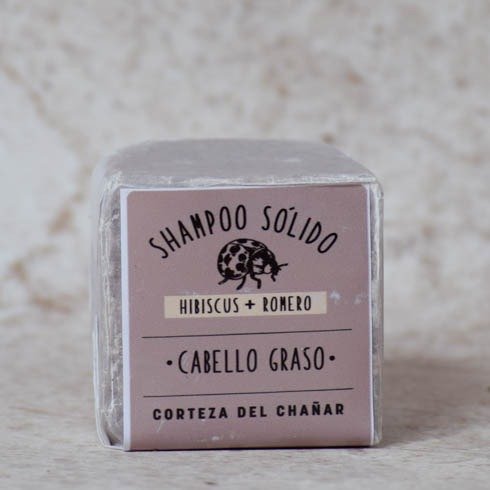 SHAMPOO SÓLIDO
HIBISCUS + ROMERO
• CABELLO GRASO •
CORTEZA DEL CHAÑAR